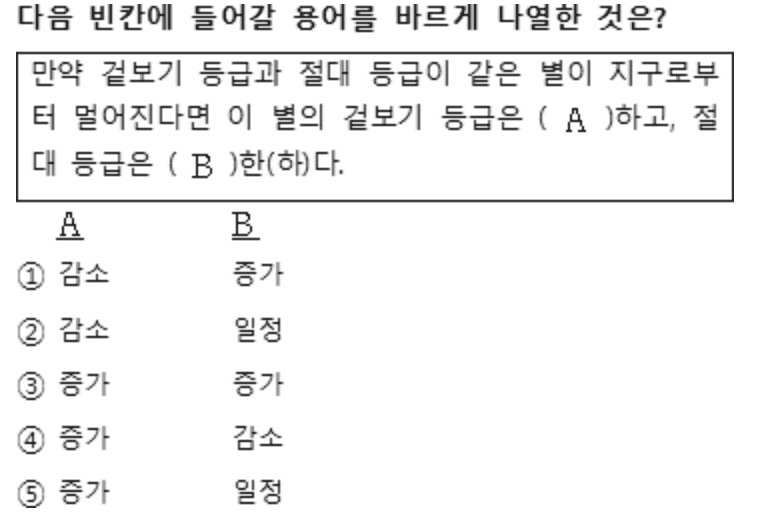 다음 빈칸에 들어갈 용어를 바르게 나열한 것은?
만약 겉보기 등급과 절대 등급이 같은 별이 지구로부
터 멀어진다면 이 별의 겉보기 등급은 ( A )하고, 절
대 등급은 ( B )한(하)다.
A B
① 감소 증가
② 감소 일정
③ 증가 증가
④ 증가 감소
⑤ 증가 일정